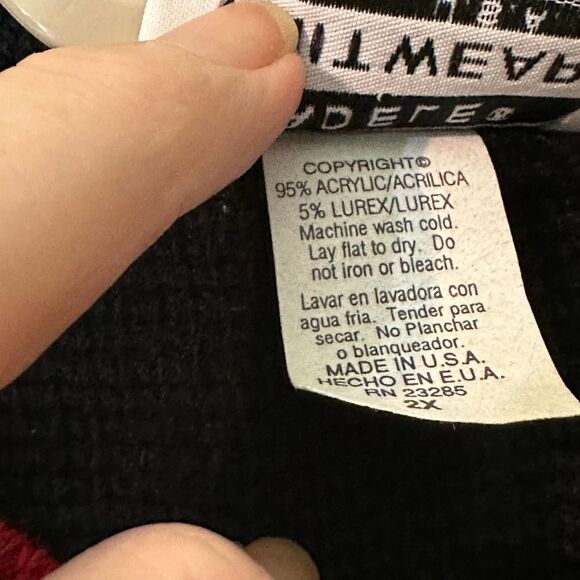 ADELE®
COPYRIGHT©
95% ACRYLIC/ACRILICA
5% LUREX/LUREX
Machine wash cold.
Lay flat to dry. Do
not iron or bleach.
Lavar en lavadora con
agua fria. Tender para
secar. No Planchar
o blanqueador.
MADE IN U.S.A.
HECHO EN E.U.A.
RN 23285
2X